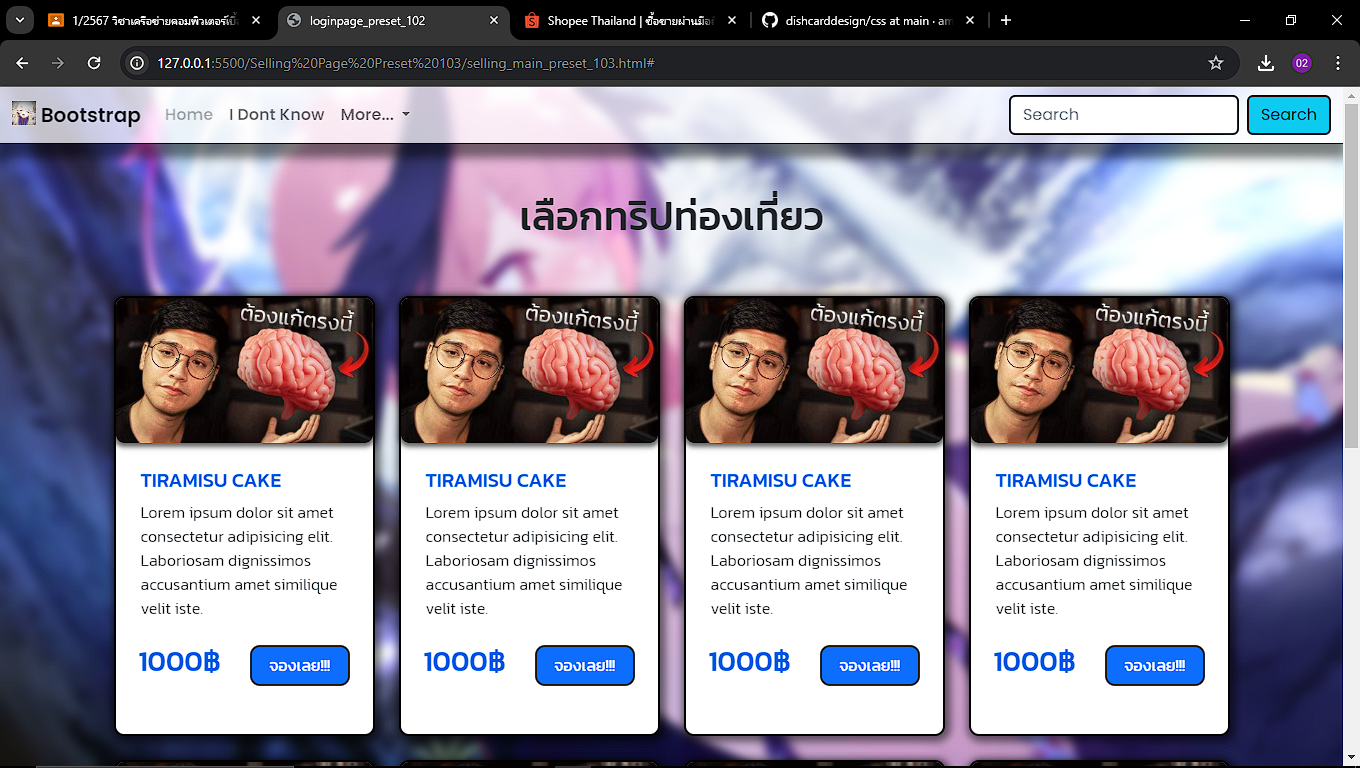 1/2567 วิชาเครือข่ายคอมพิวเตอร์เบื้
loginpage_preset_102
Shopee Thailand | ซื้อขายผ่านมือถื
dishcarddesign/css at main · am
127.0.0.1:5500/Selling%20Page%20Preset%20103/selling_main_preset_103.html#
02
Bootstrap
Home
I Dont Know
More...
Search
Search
เลือกทริปท่องเที่ยว
ต้องแก้ตรงนี้
ต้องแก้ตรงนี้
ต้องแก้ตรงนี้
ต้องแก้ตรงนี้
TIRAMISU CAKE
Lorem ipsum dolor sit amet
consectetur adipisicing elit.
Laboriosam dignissimos
accusantium amet similique
velit iste.
1000฿
จองเลย!!!
TIRAMISU CAKE
Lorem ipsum dolor sit amet
consectetur adipisicing elit.
Laboriosam dignissimos
accusantium amet similique
velit iste.
1000฿
จองเลย!!!
TIRAMISU CAKE
Lorem ipsum dolor sit amet
consectetur adipisicing elit.
Laboriosam dignissimos
accusantium amet similique
velit iste.
1000฿
จองเลย!!!
TIRAMISU CAKE
Lorem ipsum dolor sit amet
consectetur adipisicing elit.
Laboriosam dignissimos
accusantium amet similique
velit iste.
1000฿
จองเลย!!!